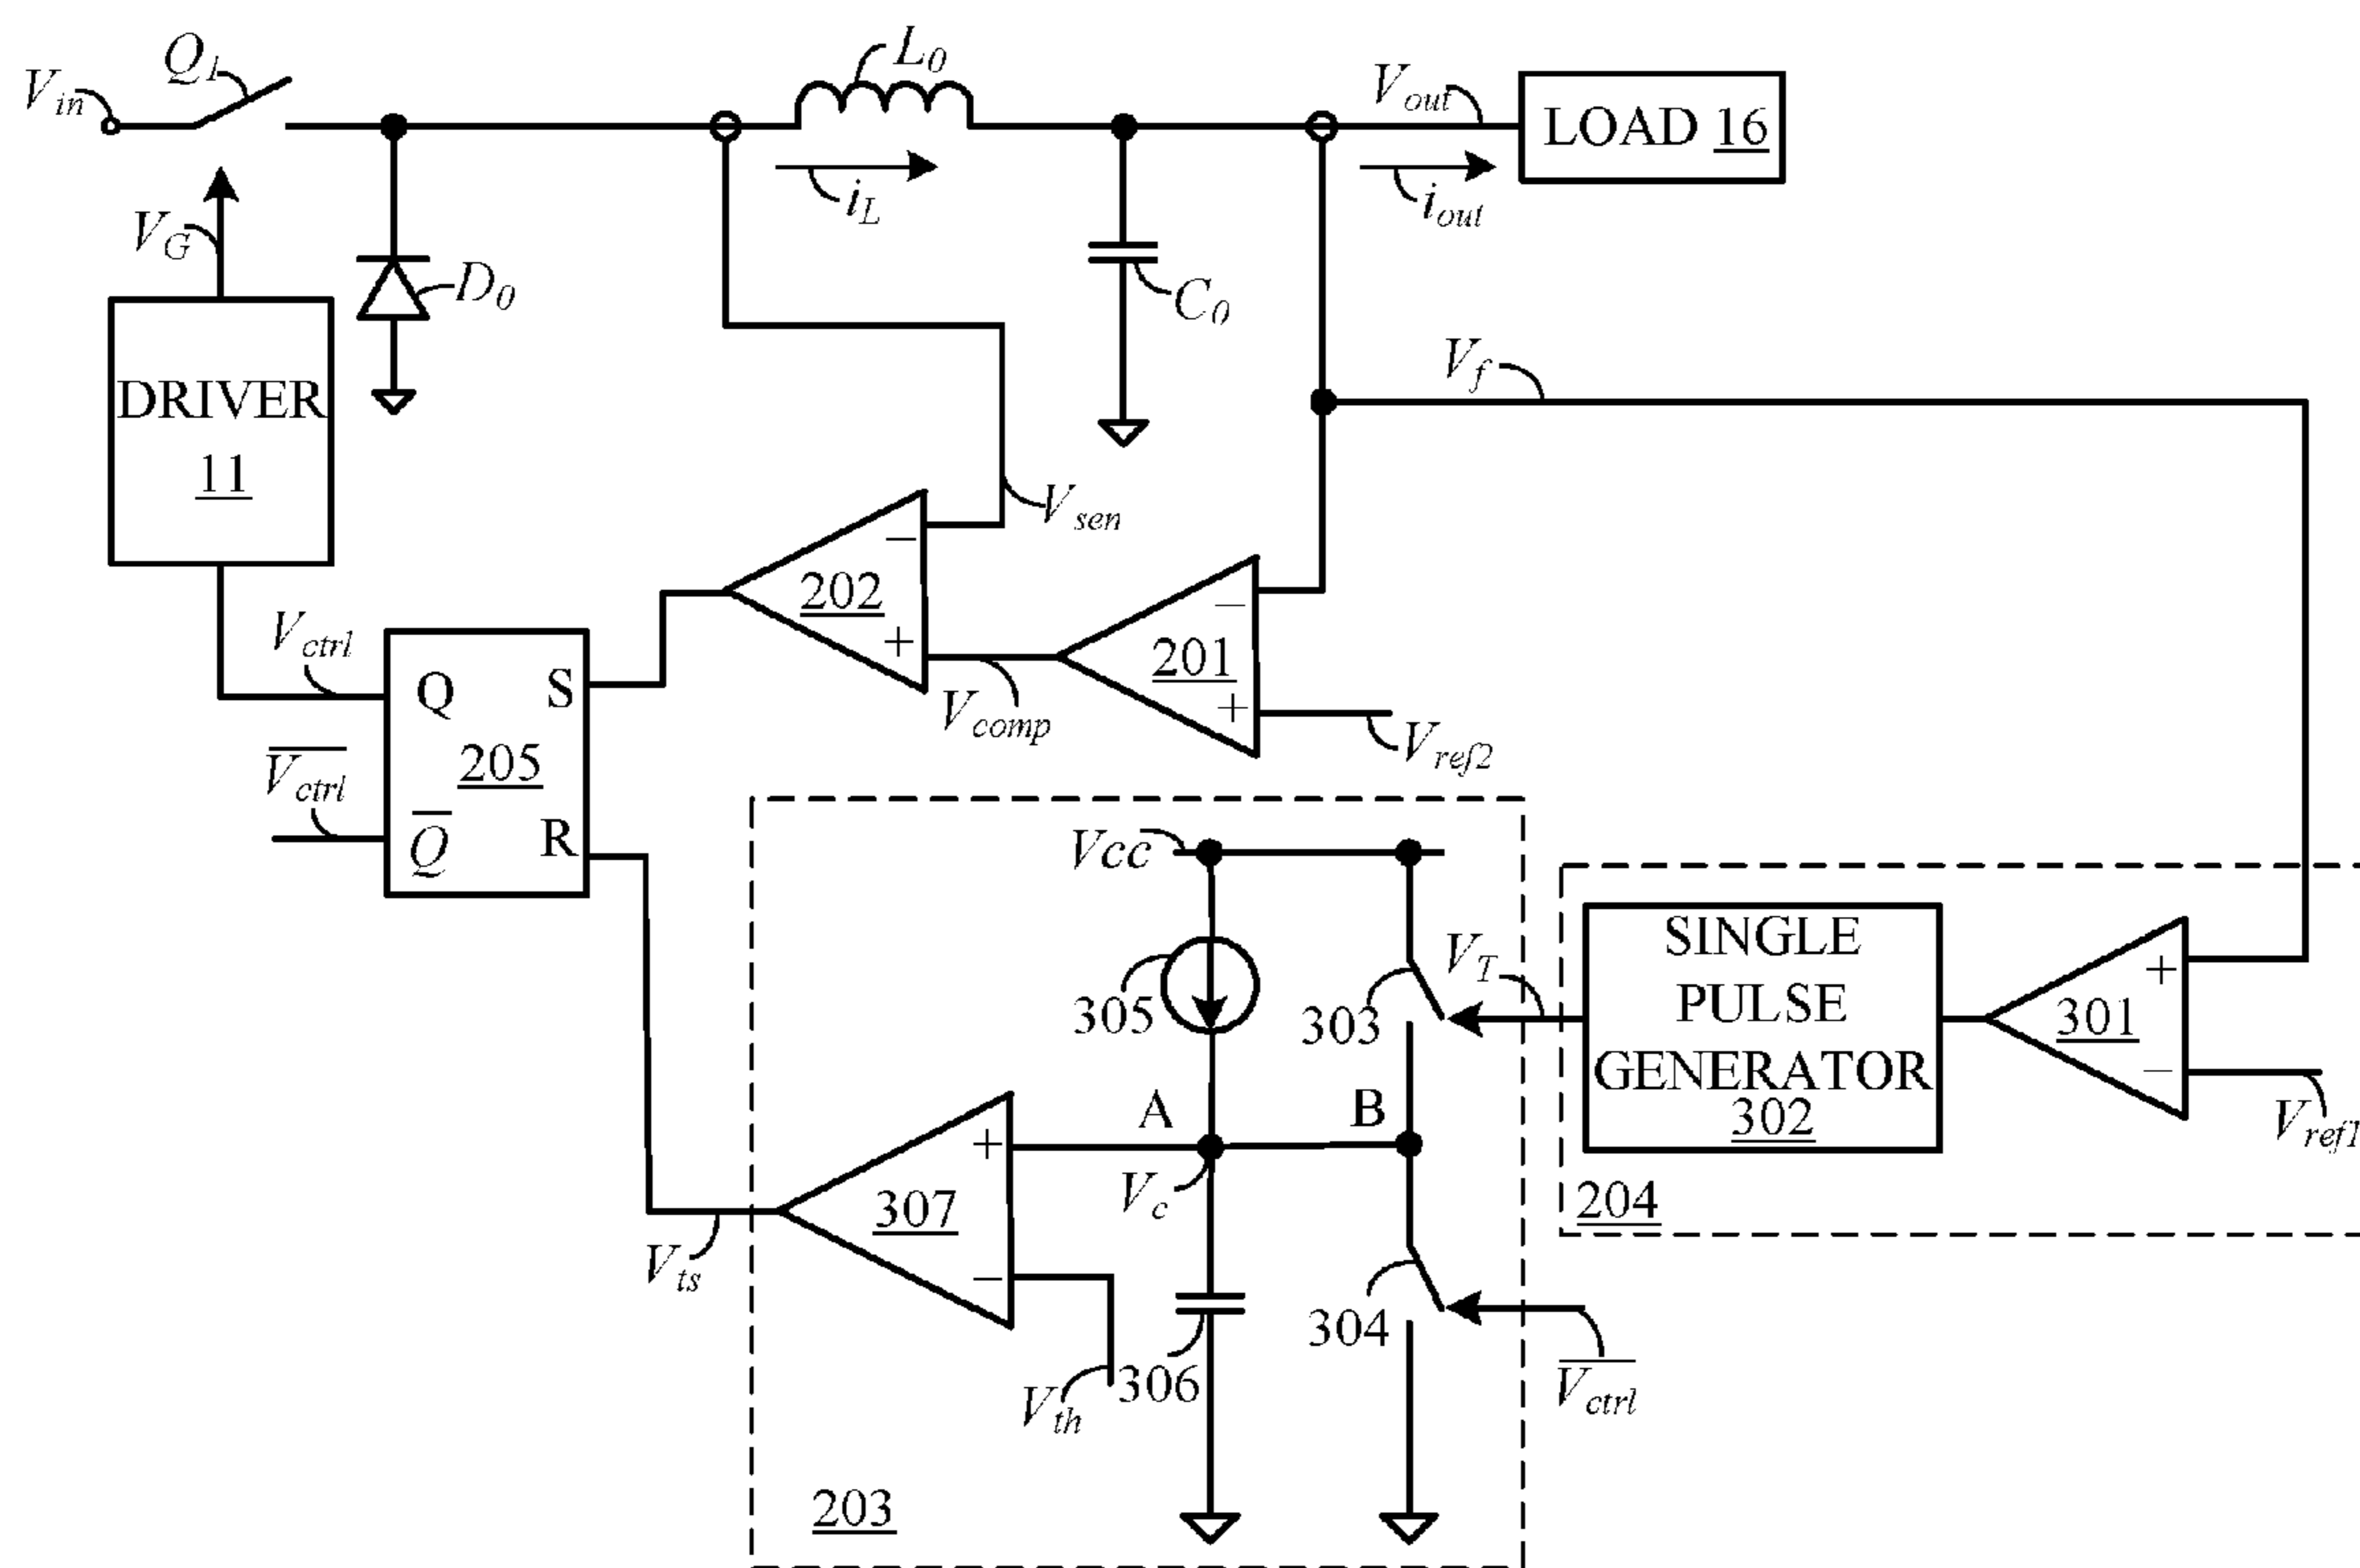 Vin
Q1
L0
Vout
LOAD 16
iL
iout
VG
D0
C0
DRIVER
11
Vf
Vsen
−
202
+
−
201
+
Vcomp
Vref2
Vctrl
Q
S
205
V̅c̅t̅r̅l̅
Q̅
R
Vcc
305
303
VT
SINGLE
PULSE
GENERATOR
302
+
301
−
Vref1
204
A
B
+
307
−
Vc
Vts
306
304
Vth
V̅c̅t̅r̅l̅
203